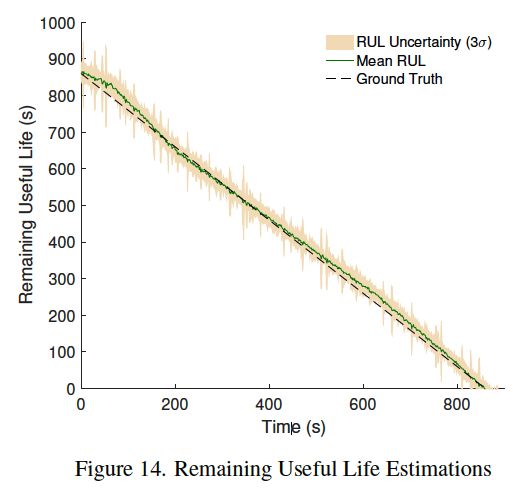 1000
900
800
700
600
500
400
300
200
100
0
Remaining Useful Life (s)
RUL Uncertainty (3σ)
Mean RUL
Ground Truth
0 200 400 600 800
Time (s)
Figure 14. Remaining Useful Life Estimations